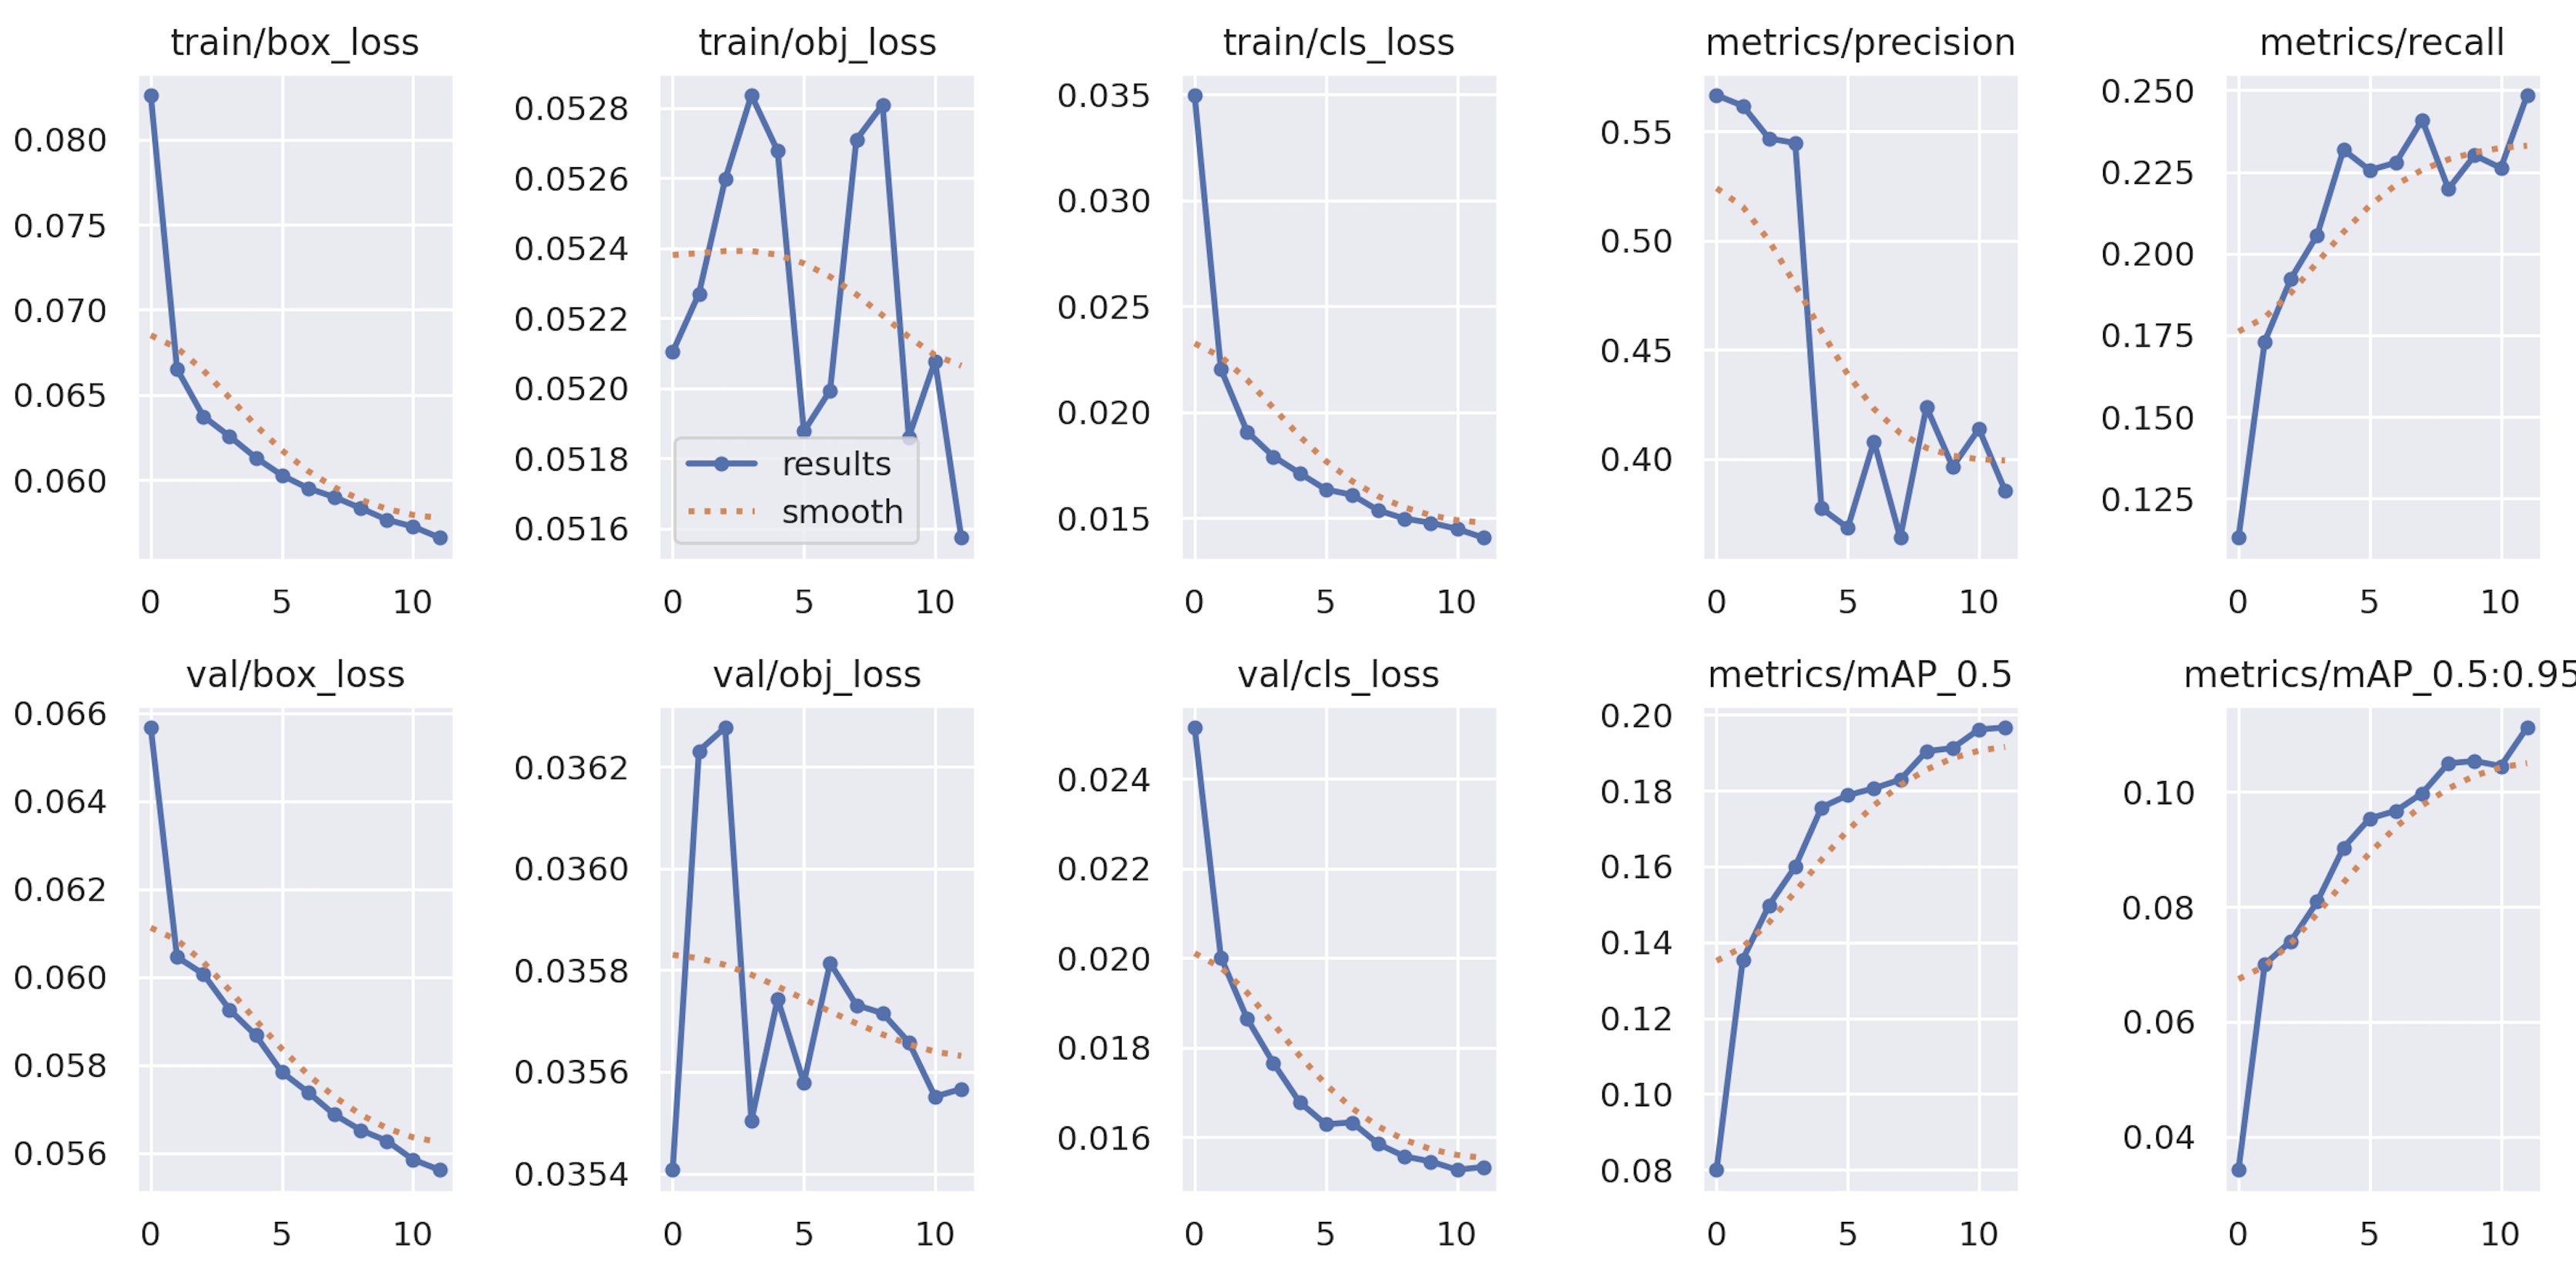 train/box_loss
0.080
0.075
0.070
0.065
0.060
0 5 10
train/obj_loss
0.0528
0.0526
0.0524
0.0522
0.0520
0.0518
0.0516
results
smooth
0 5 10
train/cls_loss
0.035
0.030
0.025
0.020
0.015
0 5 10
metrics/precision
0.55
0.50
0.45
0.40
0 5 10
metrics/recall
0.250
0.225
0.200
0.175
0.150
0.125
0 5 10
val/box_loss
0.066
0.064
0.062
0.060
0.058
0.056
0 5 10
val/obj_loss
0.0362
0.0360
0.0358
0.0356
0.0354
0 5 10
val/cls_loss
0.024
0.022
0.020
0.018
0.016
0 5 10
metrics/mAP_0.5
0.20
0.18
0.16
0.14
0.12
0.10
0.08
0 5 10
metrics/mAP_0.5:0.95
0.10
0.08
0.06
0.04
0 5 10